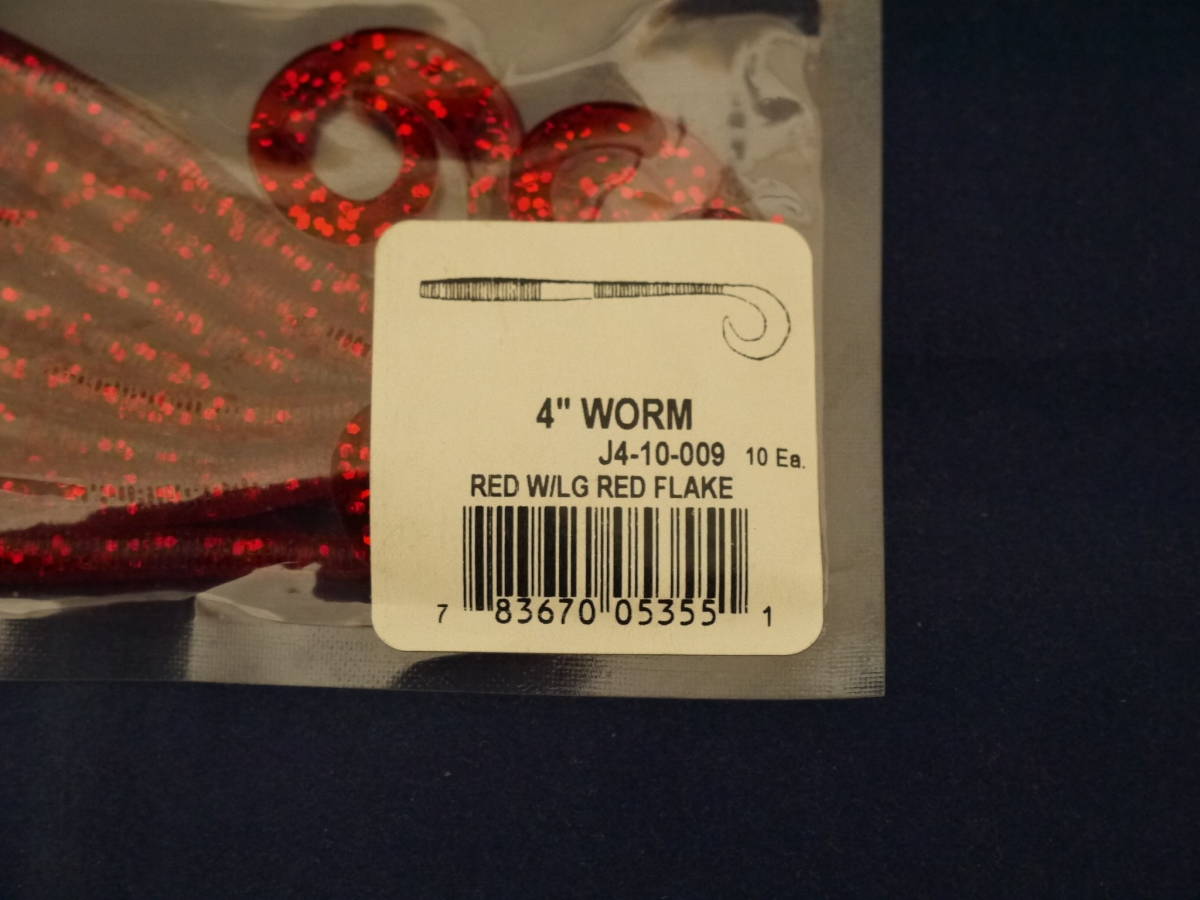 4" WORM
J4-10-009 10 Ea.
RED W/LG RED FLAKE
7 83670 05355 1